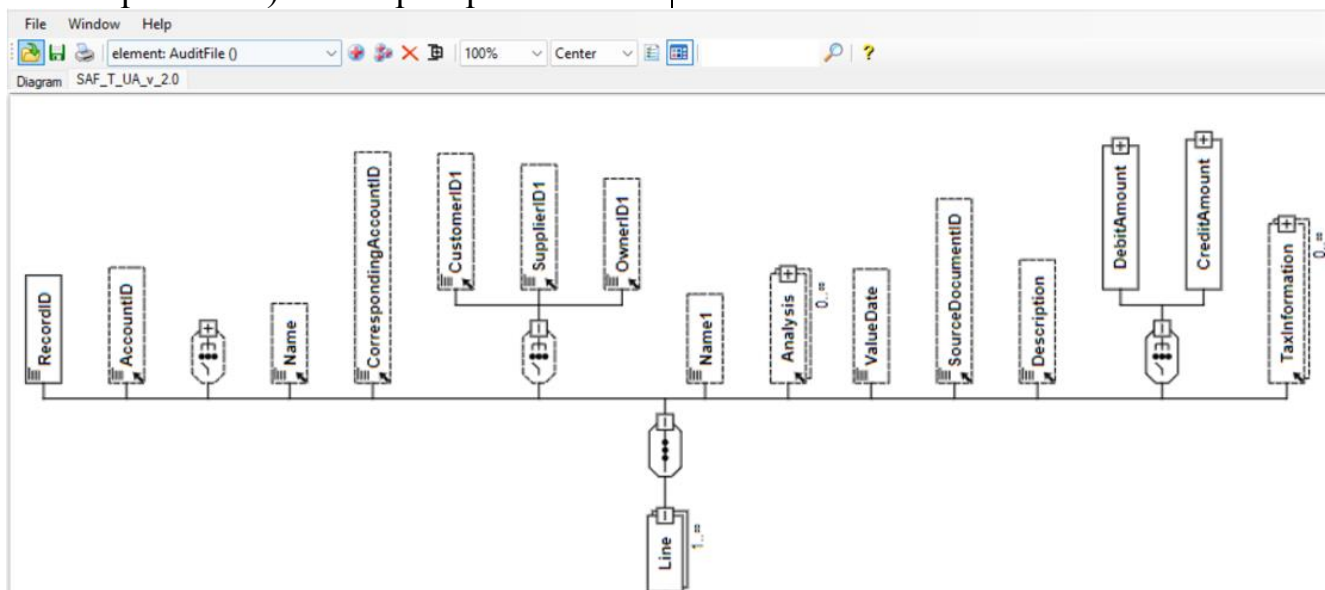 File Window Help
element: AuditFile ()
100%
Center
Diagram
SAF_T_UA_v_2.0
RecordID
AccountID
Name
CorrespondingAccountID
CustomerID1
SupplierID1
OwnerID1
Name1
Analysis
0..∞
ValueDate
SourceDocumentID
Description
DebitAmount
CreditAmount
TaxInformation
0..∞
Line
1..∞